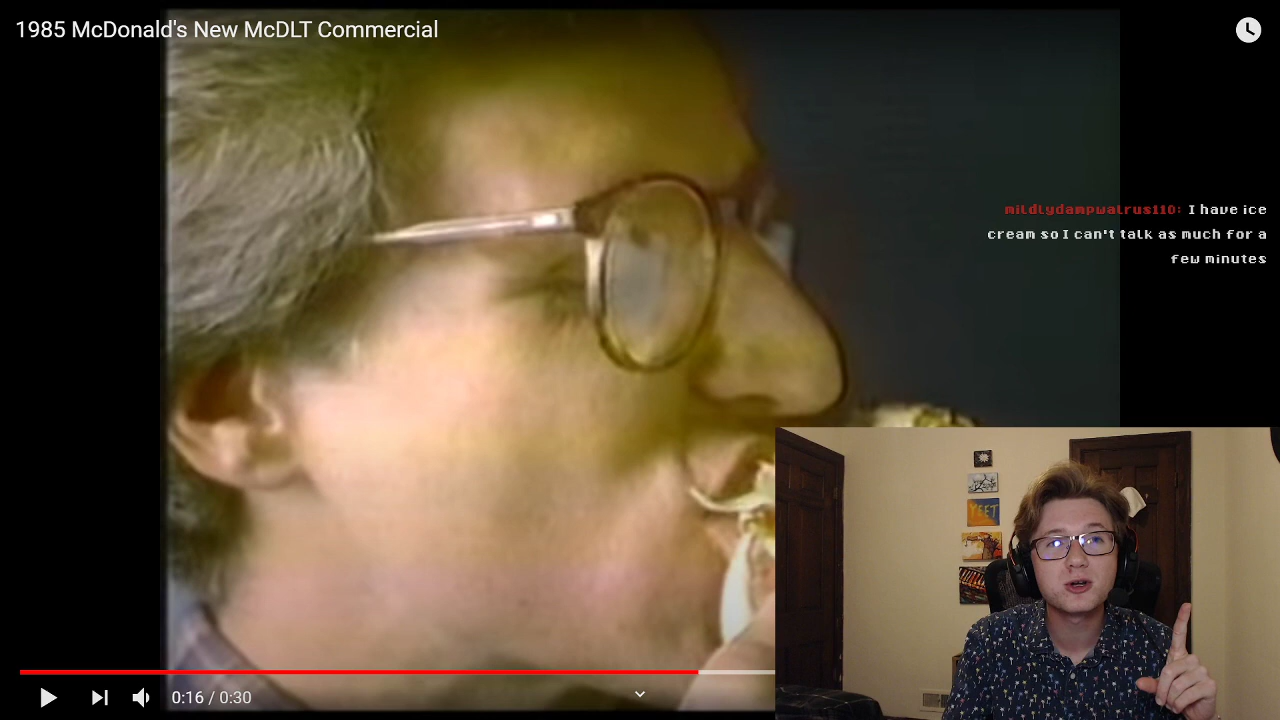 1985 McDonald's New McDLT Commercial
mildlydampwalrus110: I have ice
cream so I can't talk as much for a
few minutes
YEET
0:16 / 0:30